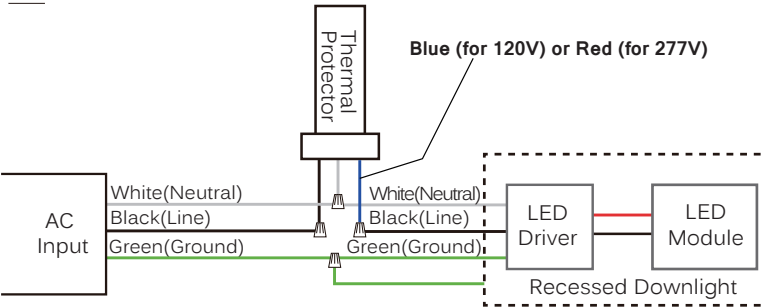 Thermal
Protector
Blue (for 120V) or Red (for 277V)
AC
Input
White(Neutral)
Black(Line)
Green(Ground)
White(Neutral)
Black(Line)
Green(Ground)
LED
Driver
LED
Module
Recessed Downlight